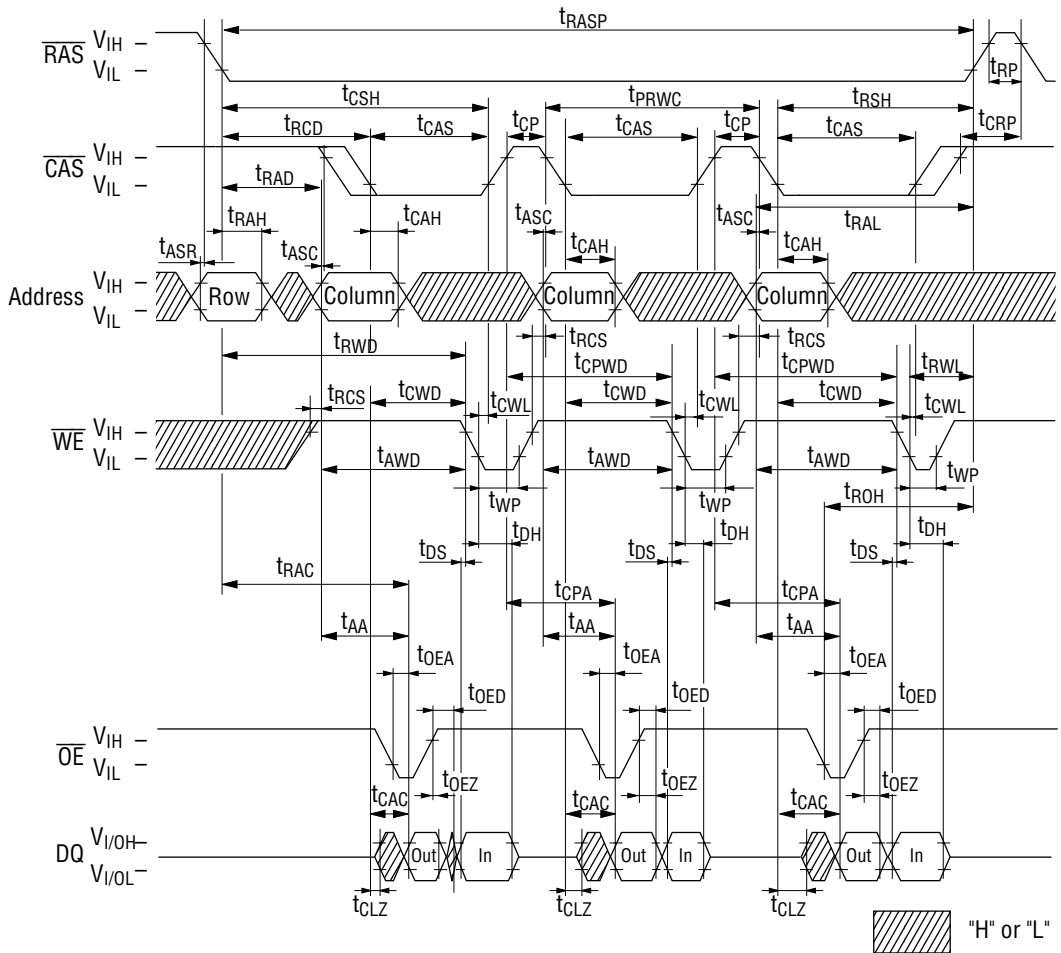 tRASP
RAS VIH
VIL
tRP
tCSH tPRWC tRSH
tRCD tCAS tCP tCAS tCP tCAS tCRP
CAS VIH
VIL
tRAD
tRAH tCAH tASC tASC tRAL
tASR tASC tCAH tCAH
Address VIH
VIL
Row Column Column Column
tRCS tRCS
tRWD tCPWD tCPWD tRWL
tRCS tCWD tCWL tCWD tCWL tCWD tCWL
WE VIH
VIL
tAWD tAWD tAWD
tWP tWP tWP
tROH
tDH tDH tDH
tDS tDS tDS
tRAC tCPA tCPA
tAA tAA tAA
tOEA tOEA tOEA
tOED tOED tOED
OE VIH
VIL
tOEZ tOEZ tOEZ
tCAC tCAC tCAC
DQ VI/OH
VI/OL
Out In Out In Out In
tCLZ tCLZ tCLZ
"H" or "L"